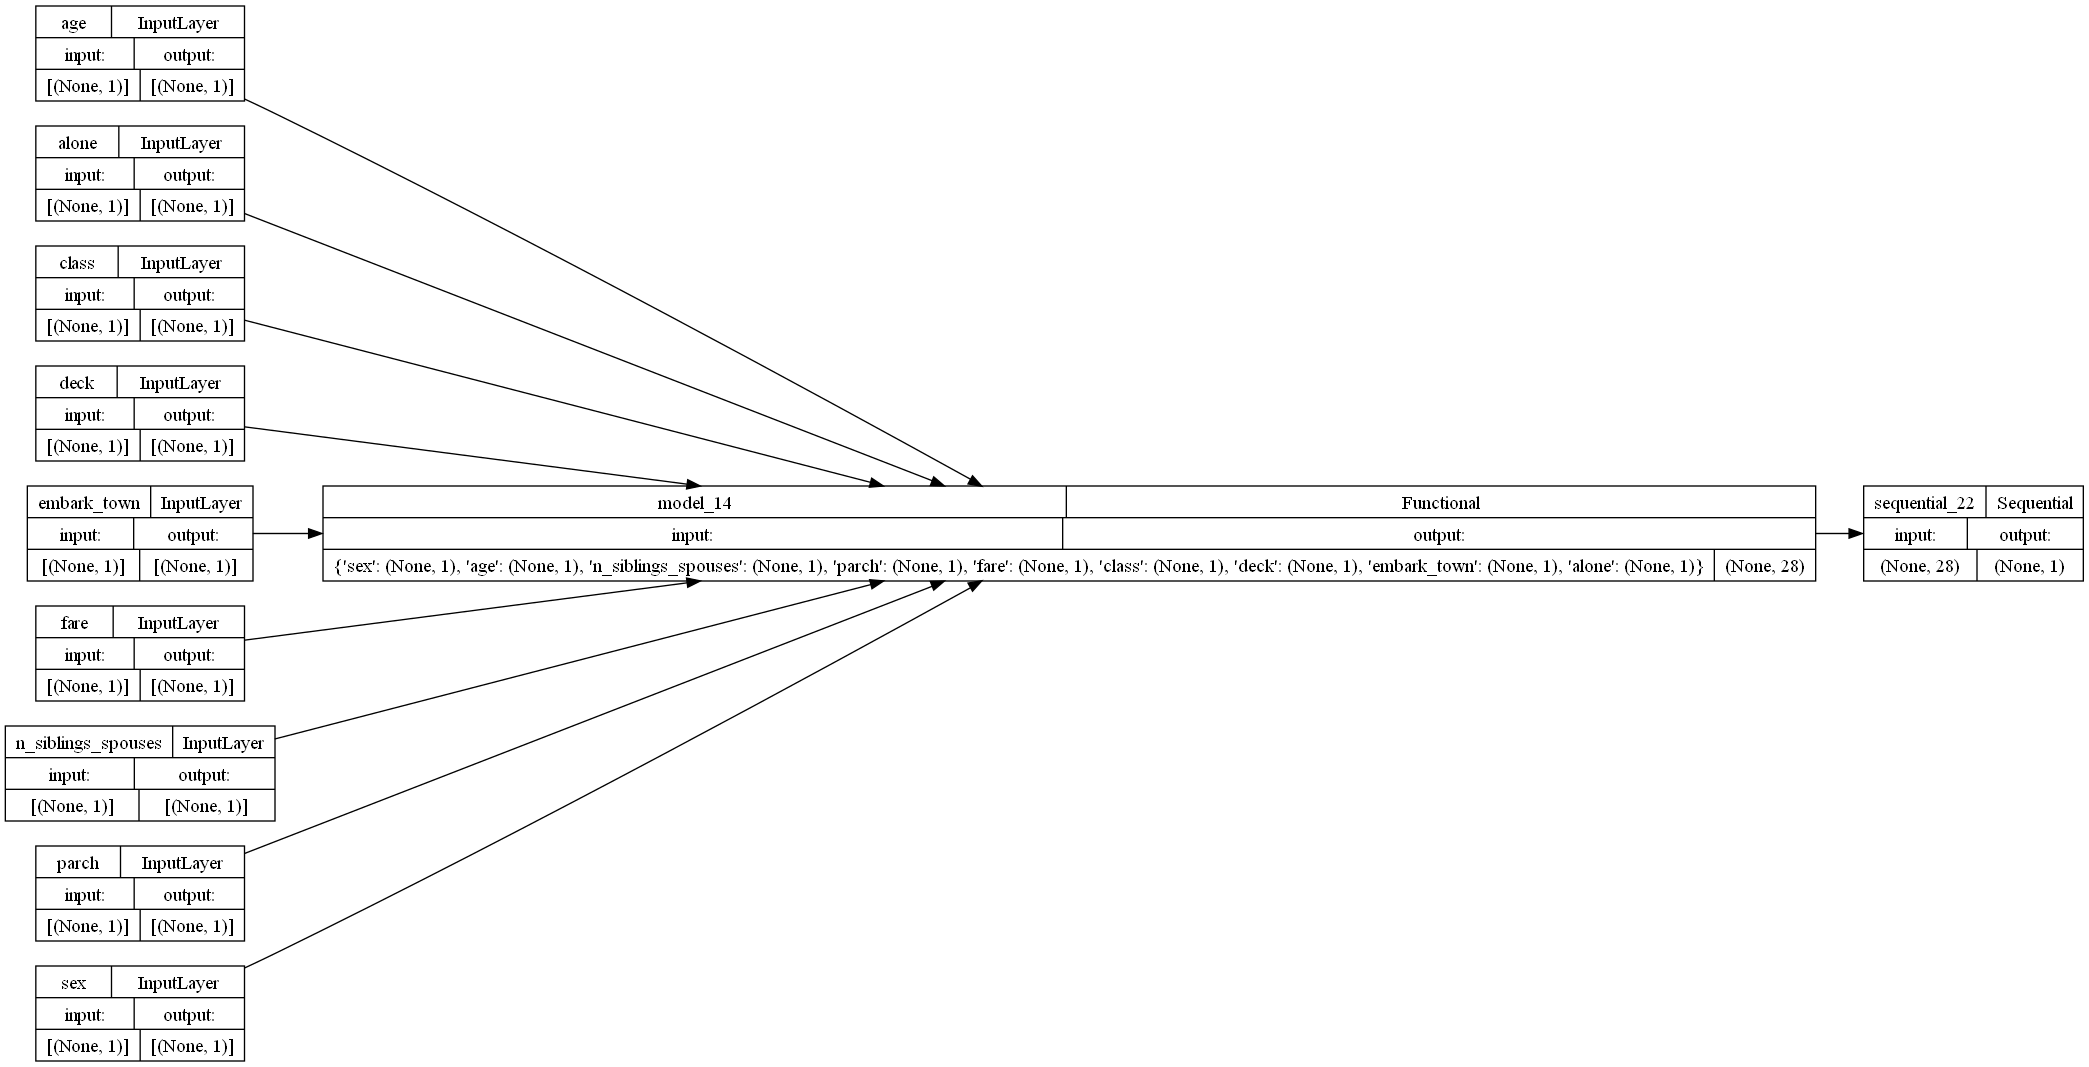 age InputLayer
input: output:
[(None, 1)] [(None, 1)]
alone InputLayer
input: output:
[(None, 1)] [(None, 1)]
class InputLayer
input: output:
[(None, 1)] [(None, 1)]
deck InputLayer
input: output:
[(None, 1)] [(None, 1)]
embark_town InputLayer
input: output:
[(None, 1)] [(None, 1)]
fare InputLayer
input: output:
[(None, 1)] [(None, 1)]
n_siblings_spouses InputLayer
input: output:
[(None, 1)] [(None, 1)]
parch InputLayer
input: output:
[(None, 1)] [(None, 1)]
sex InputLayer
input: output:
[(None, 1)] [(None, 1)]
model_14 Functional
input: output:
{'sex': (None, 1), 'age': (None, 1), 'n_siblings_spouses': (None, 1), 'parch': (None, 1), 'fare': (None, 1), 'class': (None, 1), 'deck': (None, 1), 'embark_town': (None, 1), 'alone': (None, 1)} (None, 28)
sequential_22 Sequential
input: output:
(None, 28) (None, 1)